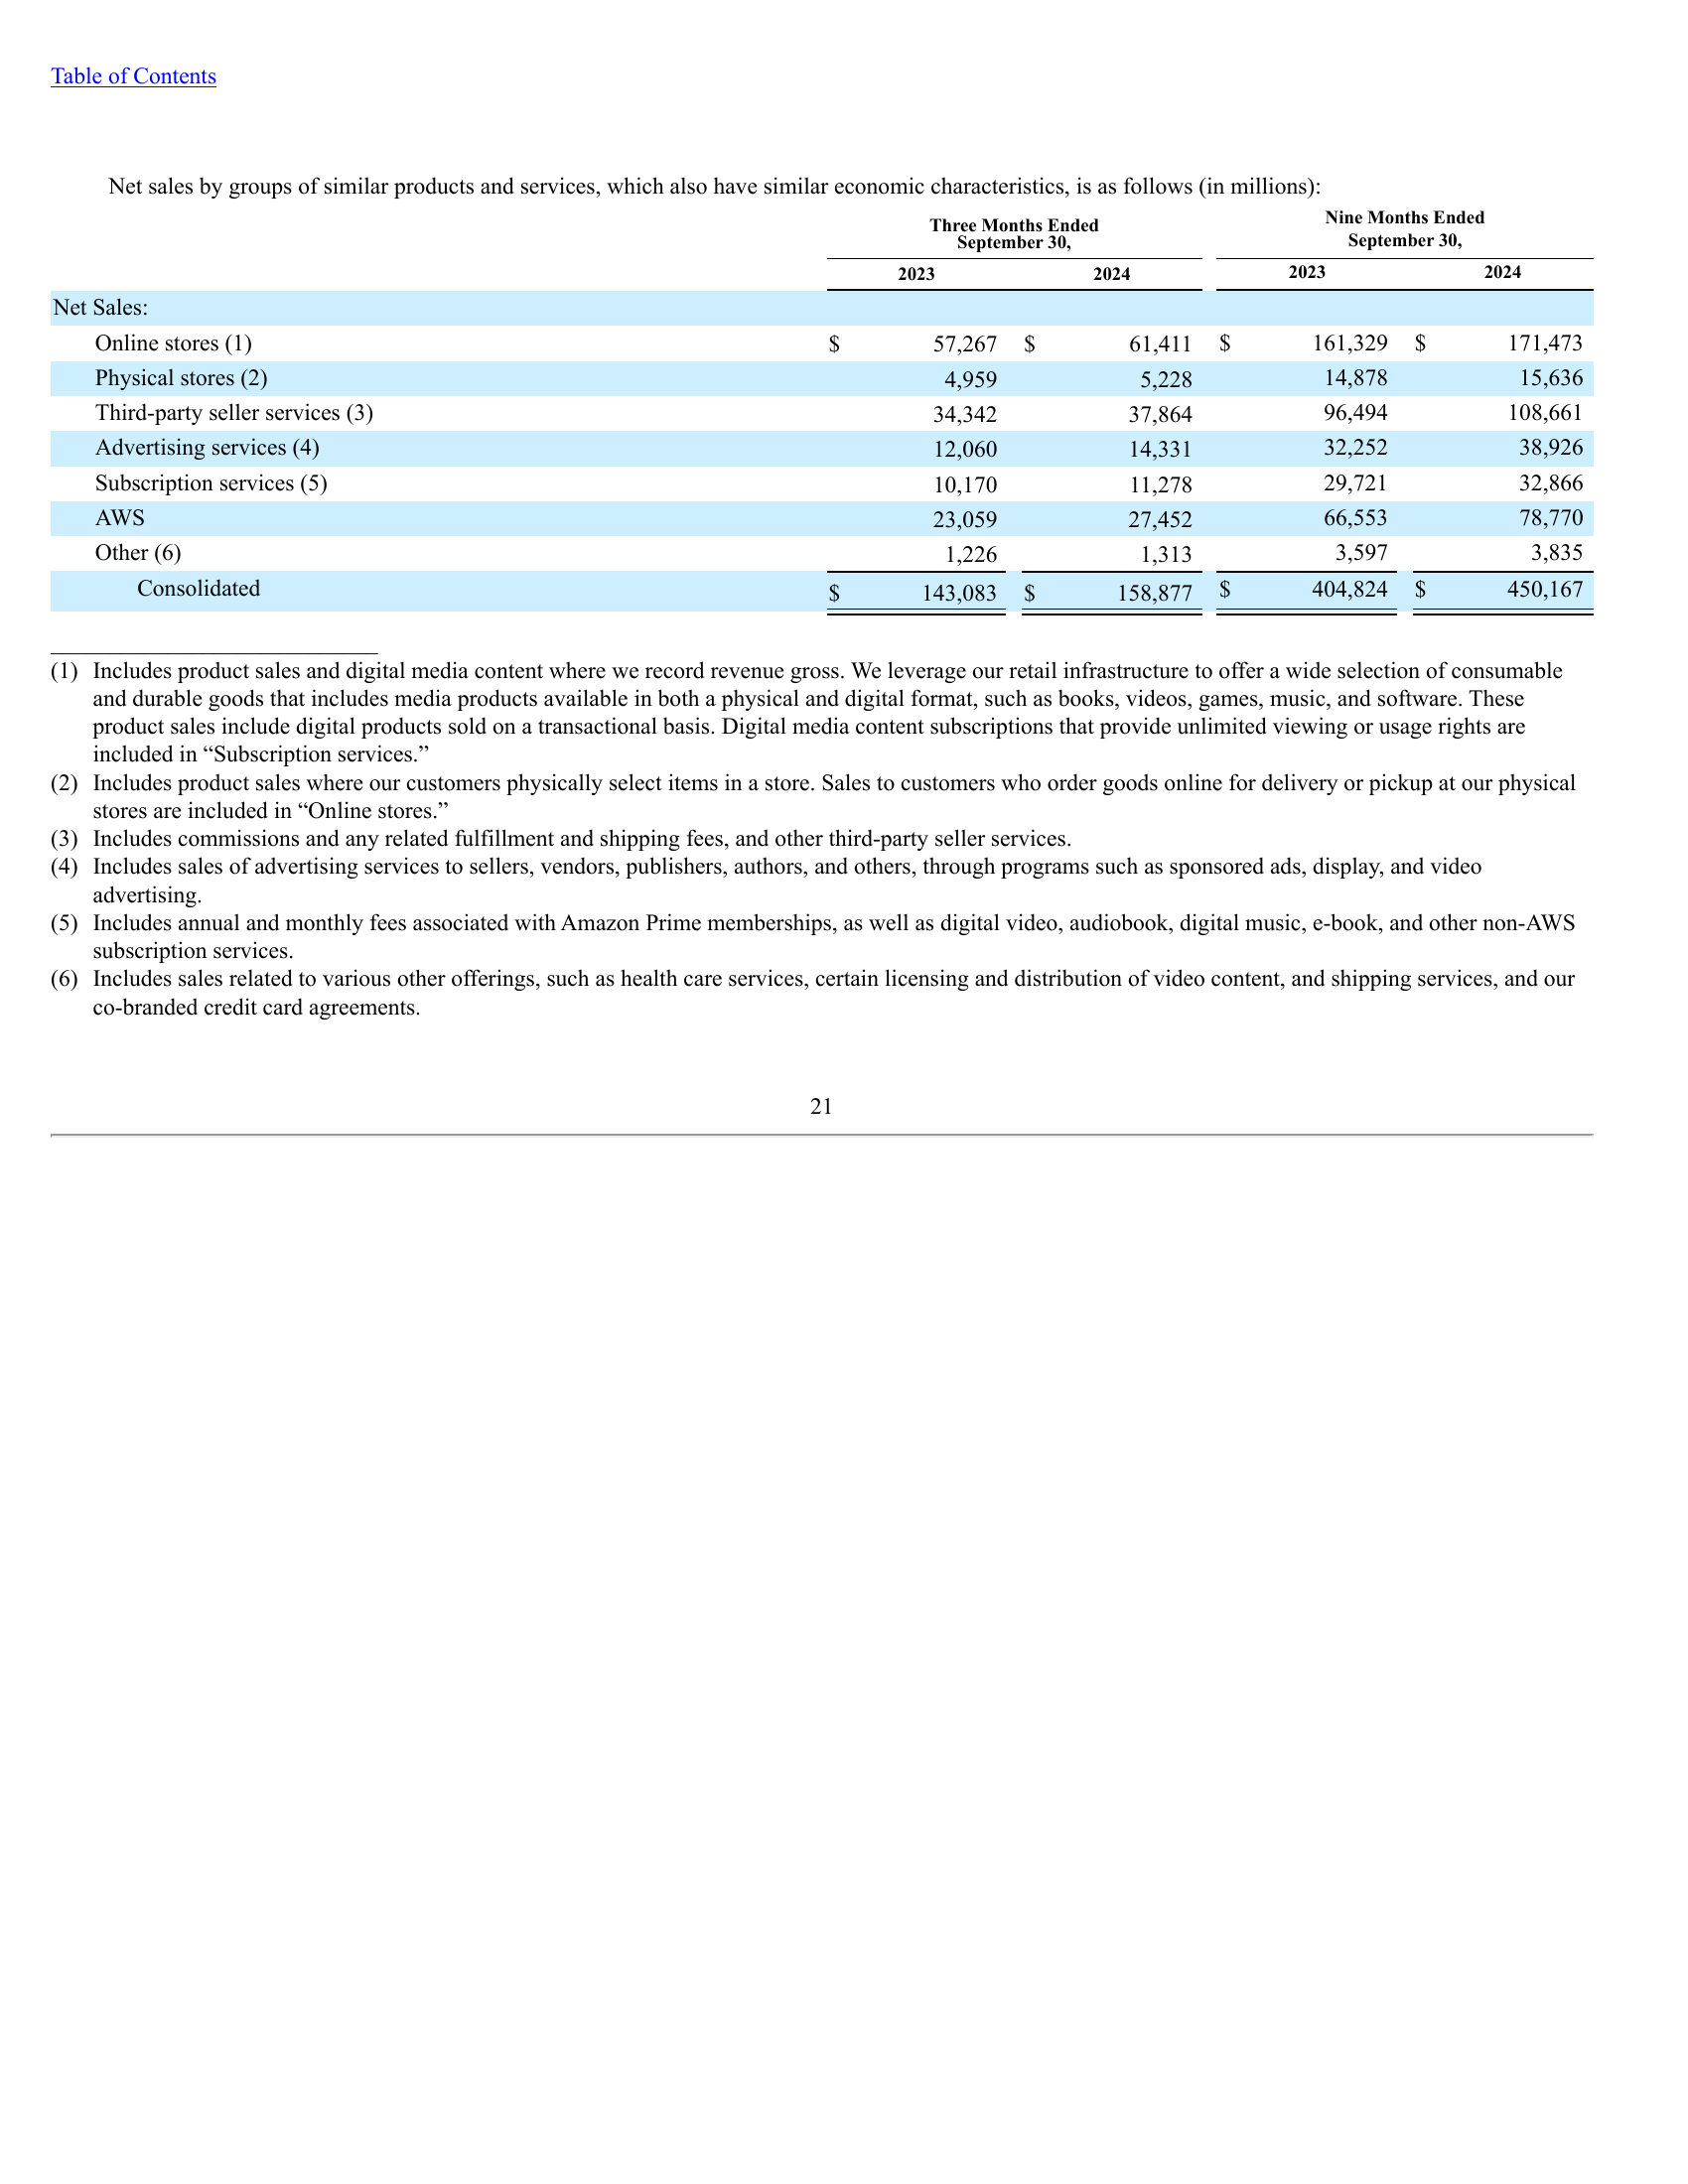 Table of Contents
Net sales by groups of similar products and services, which also have similar economic characteristics, is as follows (in millions):
Three Months Ended September 30, Nine Months Ended September 30,
2023 2024 2023 2024
Net Sales:
Online stores (1) $ 57,267 $ 61,411 $ 161,329 $ 171,473
Physical stores (2) 4,959 5,228 14,878 15,636
Third-party seller services (3) 34,342 37,864 96,494 108,661
Advertising services (4) 12,060 14,331 32,252 38,926
Subscription services (5) 10,170 11,278 29,721 32,866
AWS 23,059 27,452 66,553 78,770
Other (6) 1,226 1,313 3,597 3,835
Consolidated $ 143,083 $ 158,877 $ 404,824 $ 450,167
(1) Includes product sales and digital media content where we record revenue gross. We leverage our retail infrastructure to offer a wide selection of consumable
and durable goods that includes media products available in both a physical and digital format, such as books, videos, games, music, and software. These
product sales include digital products sold on a transactional basis. Digital media content subscriptions that provide unlimited viewing or usage rights are
included in “Subscription services.”
(2) Includes product sales where our customers physically select items in a store. Sales to customers who order goods online for delivery or pickup at our physical
stores are included in “Online stores.”
(3) Includes commissions and any related fulfillment and shipping fees, and other third-party seller services.
(4) Includes sales of advertising services to sellers, vendors, publishers, authors, and others, through programs such as sponsored ads, display, and video
advertising.
(5) Includes annual and monthly fees associated with Amazon Prime memberships, as well as digital video, audiobook, digital music, e-book, and other non-AWS
subscription services.
(6) Includes sales related to various other offerings, such as health care services, certain licensing and distribution of video content, and shipping services, and our
co-branded credit card agreements.
21